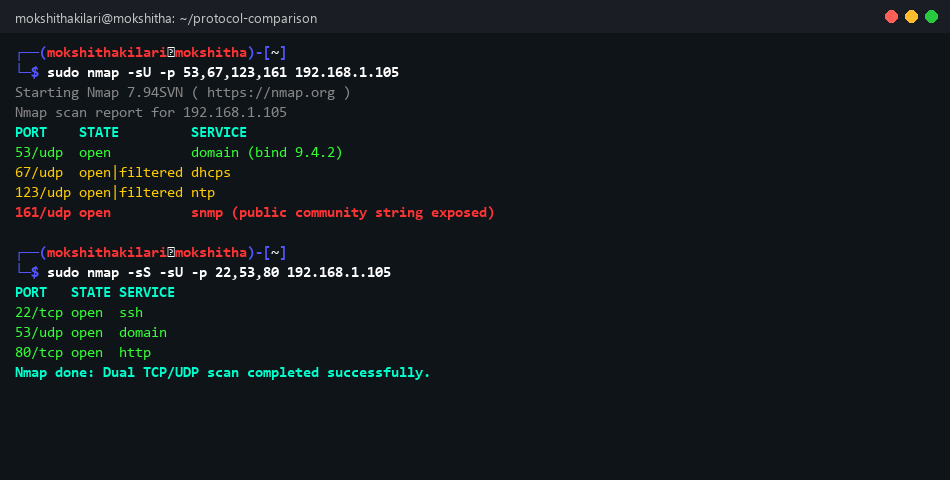 mokshithakilari@mokshitha: ~/protocol-comparison
┌──(mokshithakilari㉿mokshitha)-[~]
└─$ sudo nmap -sU -p 53,67,123,161 192.168.1.105
Starting Nmap 7.94SVN ( https://nmap.org )
Nmap scan report for 192.168.1.105
PORT    STATE         SERVICE
53/udp  open          domain (bind 9.4.2)
67/udp  open|filtered dhcps
123/udp open|filtered ntp
161/udp open          snmp (public community string exposed)
┌──(mokshithakilari㉿mokshitha)-[~]
└─$ sudo nmap -sS -sU -p 22,53,80 192.168.1.105
PORT   STATE SERVICE
22/tcp open  ssh
53/udp open  domain
80/tcp open  http
Nmap done: Dual TCP/UDP scan completed successfully.